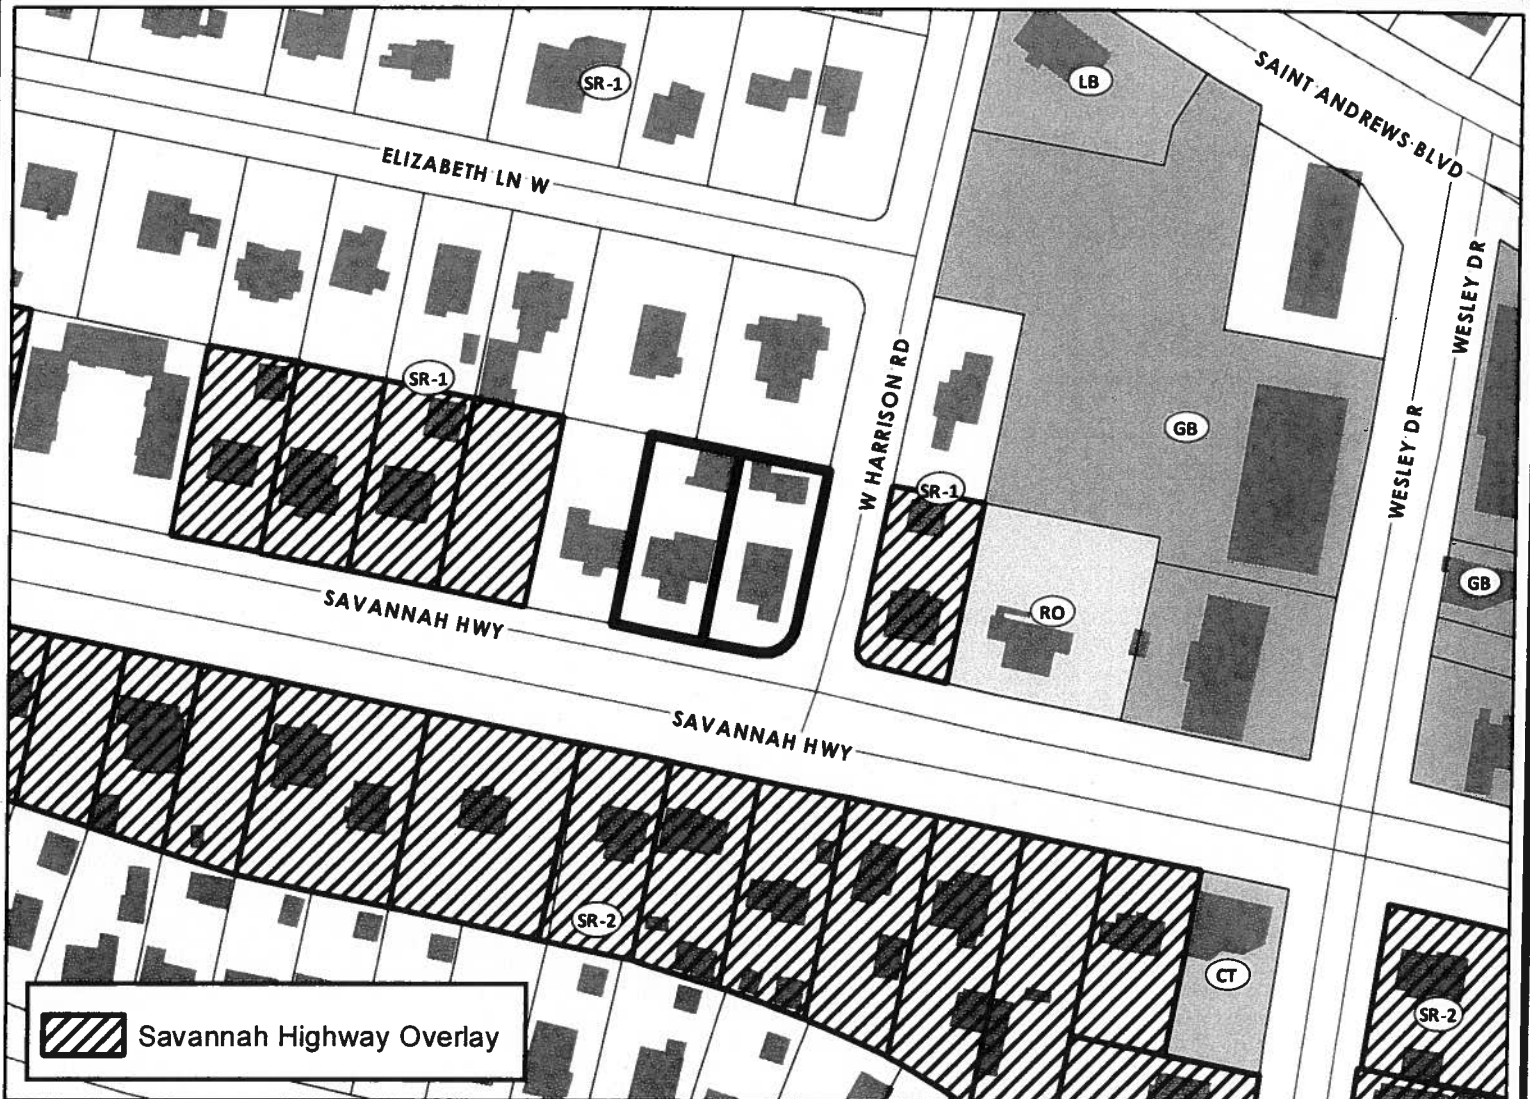 SR-1
LB
SAINT ANDREWS BLVD
ELIZABETH LN W
WESLEY DR
W HARRISON RD
SR-1
GB
WESLEY DR
SR-1
GB
RO
SAVANNAH HWY
SAVANNAH HWY
SR-2
CT
SR-2
Savannah Highway Overlay